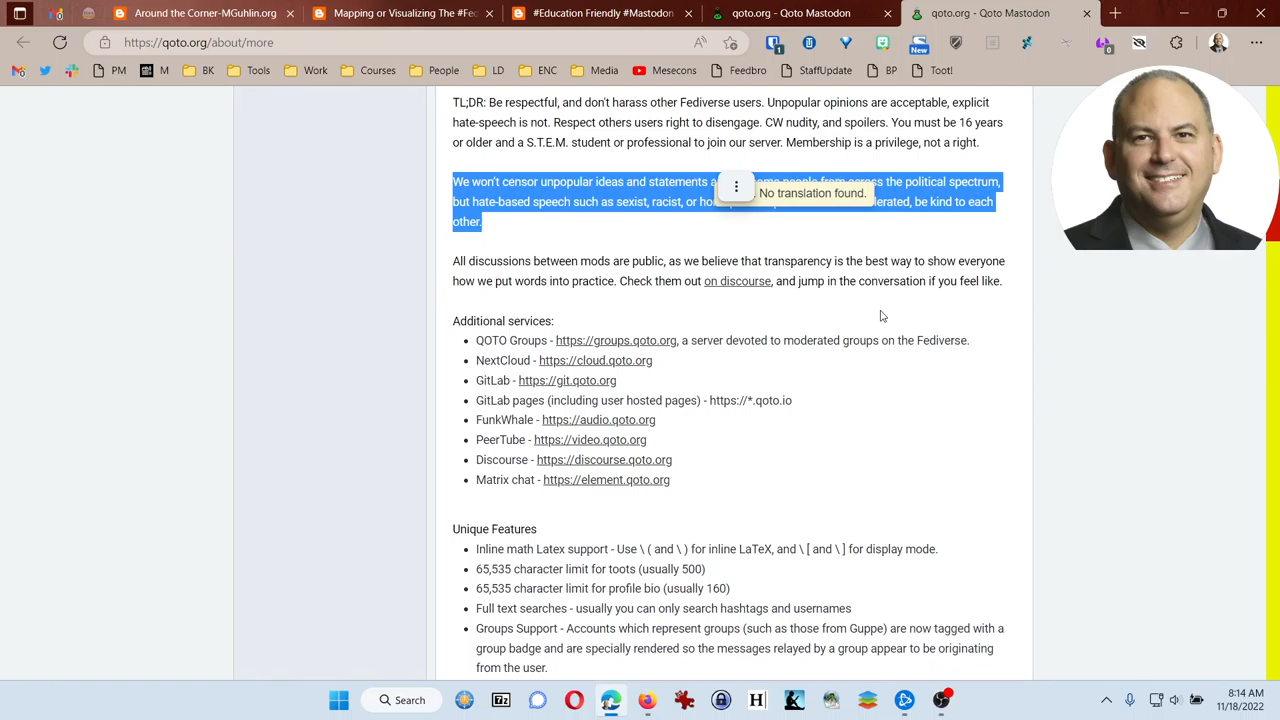 Around the Corner-MGuhlin.org
Mapping or Visualizing The #Fe
#Education Friendly #Mastodon
qoto.org - Qoto Mastodon
qoto.org - Qoto Mastodon
https://qoto.org/about/more
1
New
0
PM
M
BK
Tools
Work
Courses
People
LD
ENC
Media
Mesecons
Feedbro
StaffUpdate
BP
Tootl
TL;DR: Be respectful, and don't harass other Fediverse users. Unpopular opinions are acceptable, explicit
hate-speech is not. Respect others users right to disengage. CW nudity, and spoilers. You must be 16 years
or older and a S.T.E.M. student or professional to join our server. Membership is a privilege, not a right.
We won't censor unpopular ideas and statements across the political spectrum,
No translation found.
but hate-based speech such as sexist, racist, or be kind to each
other.
All discussions between mods are public, as we believe that transparency is the best way to show everyone
how we put words into practice. Check them out on discourse, and jump in the conversation if you feel like.
Additional services:
QOTO Groups - https://groups.qoto.org, a server devoted to moderated groups on the Fediverse.
NextCloud - https://cloud.qoto.org
GitLab - https://git.qoto.org
GitLab pages (including user hosted pages) - https://*.qoto.io
FunkWhale - https://audio.qoto.org
PeerTube - https://video.qoto.org
Discourse - https://discourse.qoto.org
Matrix chat - https://element.qoto.org
Unique Features
Inline math Latex support - Use \ ( and \ ) for inline LaTeX, and \ [ and \ ] for display mode.
65,535 character limit for toots (usually 500)
65,535 character limit for profile bio (usually 160)
Full text searches - usually you can only search hashtags and usernames
Groups Support - Accounts which represent groups (such as those from Guppe) are now tagged with a
group badge and are specially rendered so the messages relayed by a group appear to be originating
from the user.
Search
8:14 AM
11/18/2022